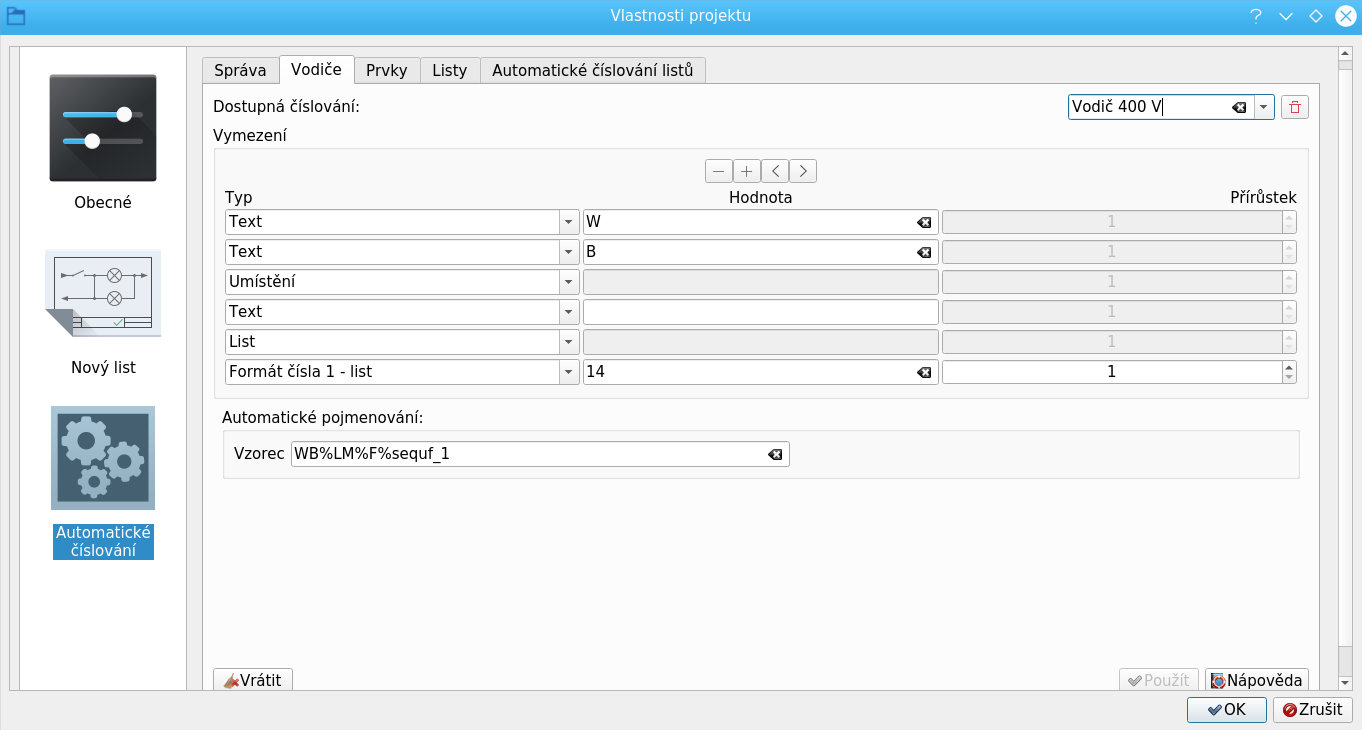 Vlastnosti projektu
Obecné
Nový list
Automatické
číslování
Správa Vodiče Prvky Listy Automatické číslování listů
Dostupná číslování: Vodič 400 V
Vymezení
Typ Hodnota Přírůstek
Text W 1
Text B 1
Umístění 1
Text 1
List 1
Formát čísla 1 - list 14 1
Automatické pojmenování:
Vzorec WB%LM%F%sequf_1
Vrátit Použít Nápověda
OK Zrušit